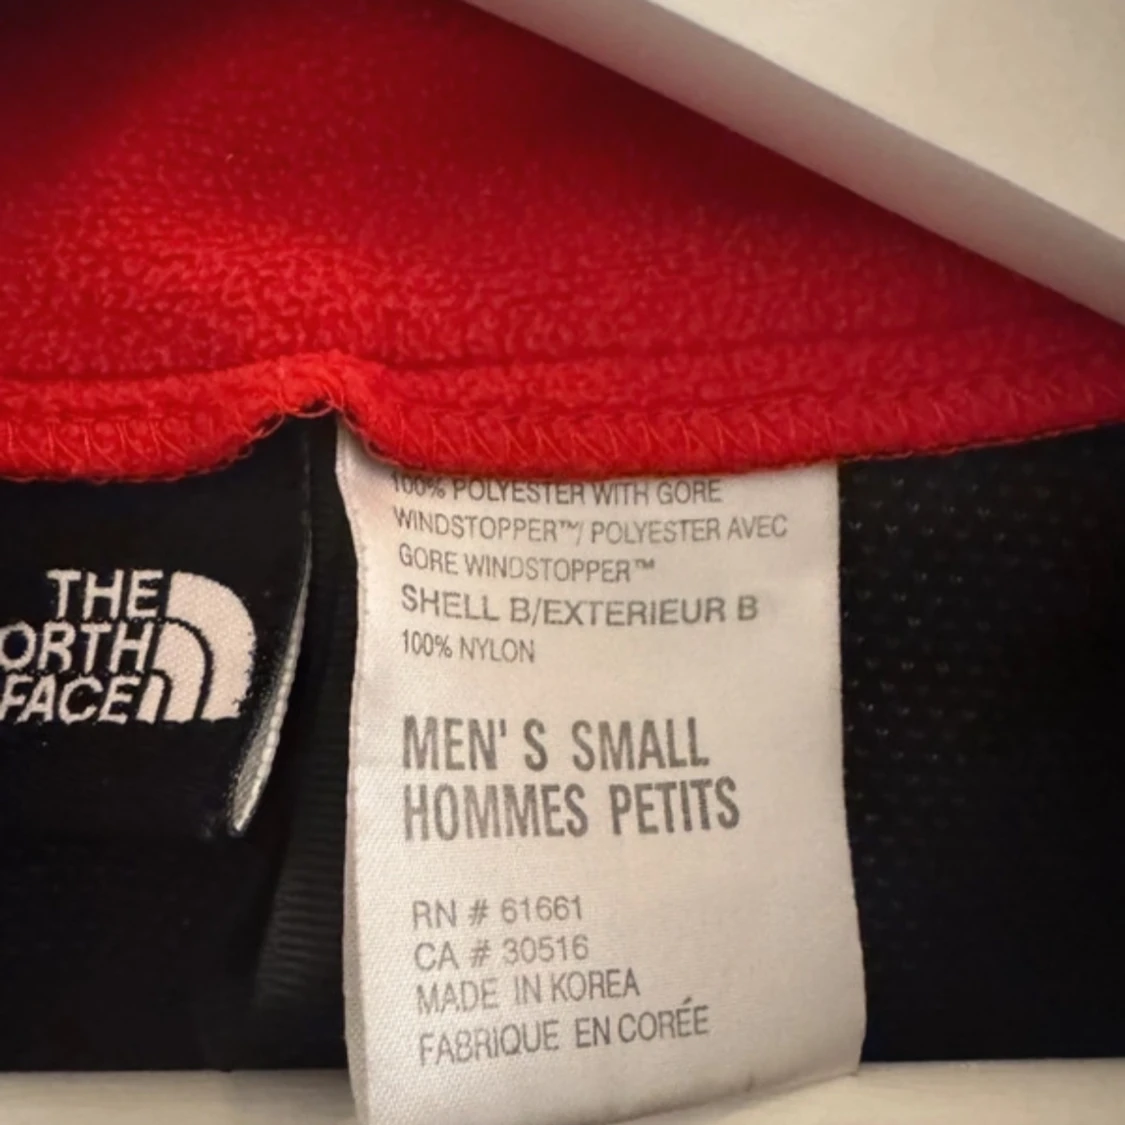 THE
ORTH
FACE
100% POLYESTER WITH GORE
WINDSTOPPER™/ POLYESTER AVEC
GORE WINDSTOPPER™
SHELL B/EXTERIEUR B
100% NYLON
MEN' S SMALL
HOMMES PETITS
RN # 61661
CA # 30516
MADE IN KOREA
FABRIQUE EN CORÉE